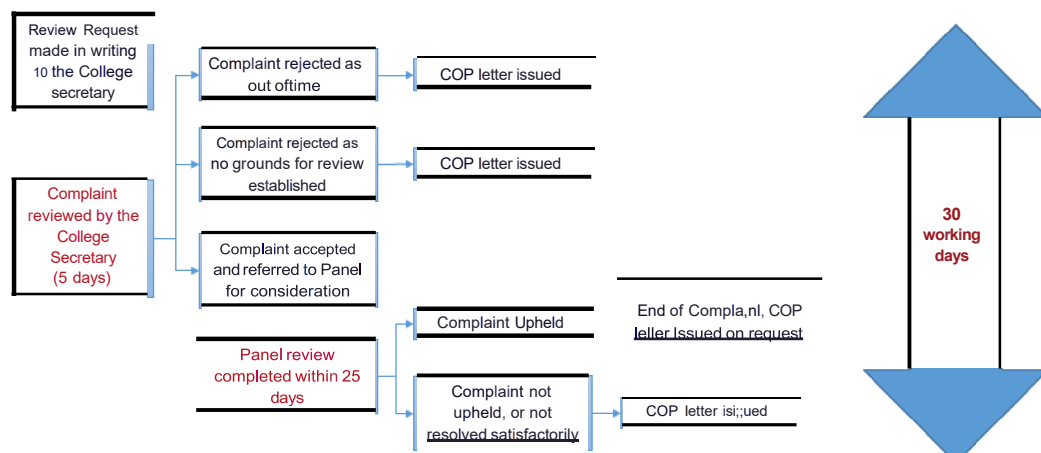 Review Request
made in writing
10 the College
secretary
Complaint rejected as
out oftime
COP letter issued
Complaint rejected as
no grounds for review
established
COP letter issued
Complaint
reviewed by the
College
Secretary
(5 days)
Complaint accepted
and referred to Panel
for consideration
30
working
days
Complaint Upheld
End of Compla,nl, COP
leller Issued on request
Panel review
completed within 25
days
Complaint not
upheld, or not
resolved satisfactorily
COP letter isi;;ued